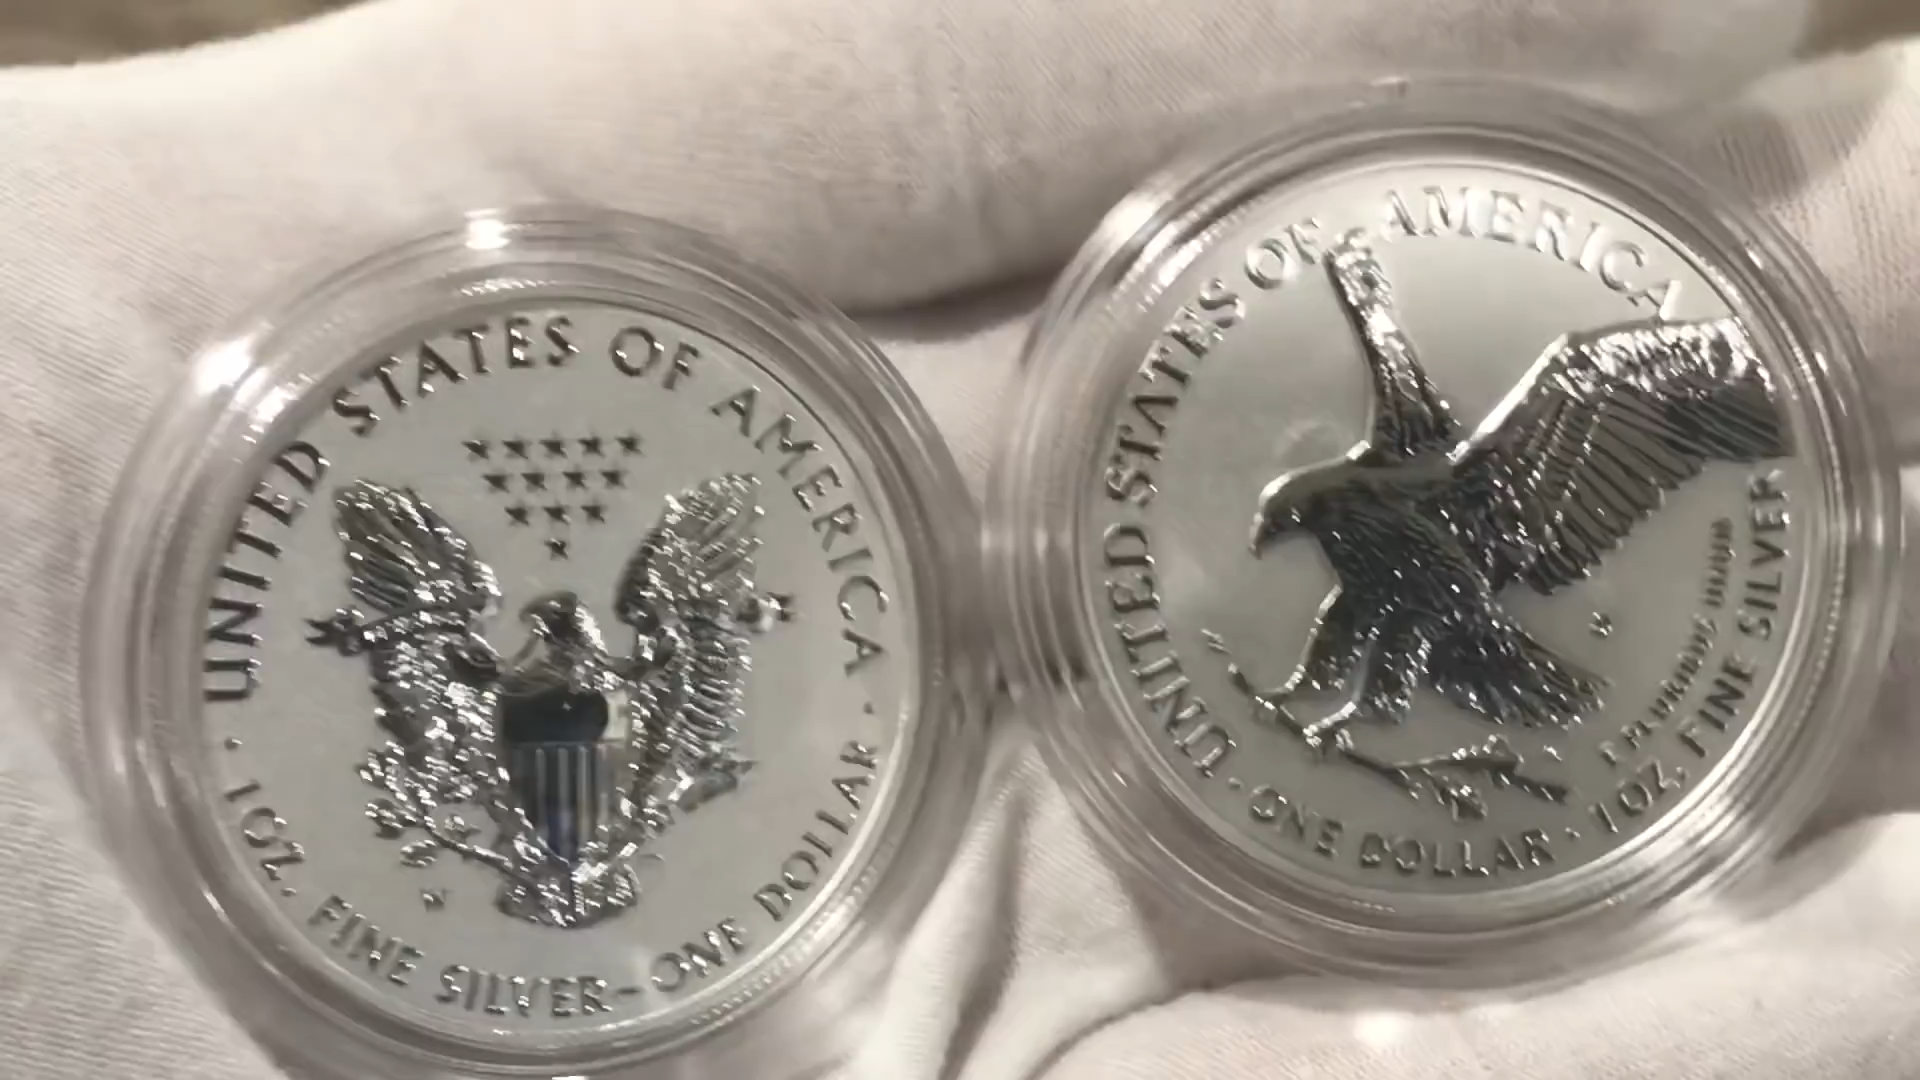 UNITED STATES OF AMERICA
1 OZ. FINE SILVER~ONE DOLLAR
W
UNITED STATES OF AMERICA
E PLURIBUS UNUM
ONE DOLLAR · 1 OZ. FINE SILVER